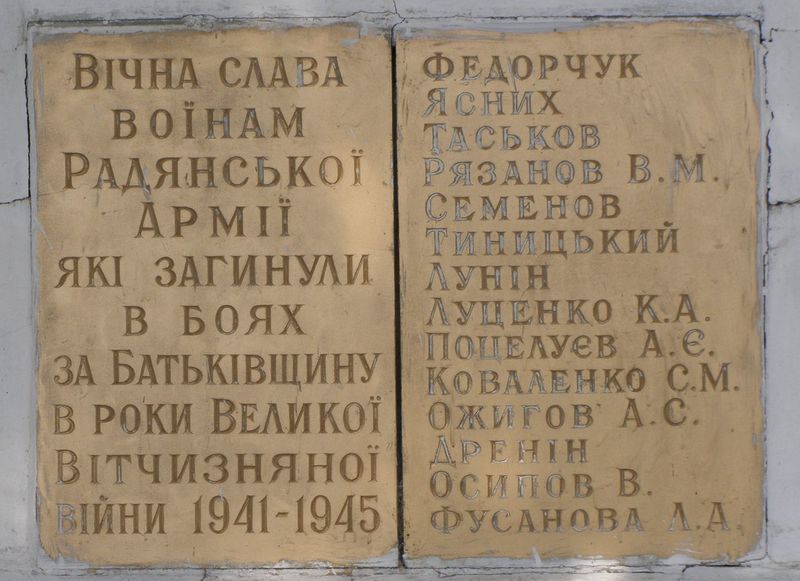 Вічна слава
воїнам
Радянської
Армії
які загинули
в боях
за Батьківщину
в роки Великої
Вітчизняної
війни 1941-1945
Федорчук
Ясних
Таськов
Рязанов В.М.
Семенов
Тиницький
Лунін
Луценко К.А.
Поцелуєв А.Є.
Коваленко С.М.
Ожигов А.С.
Дренін
Осипов В.
Фусанова Л.А.